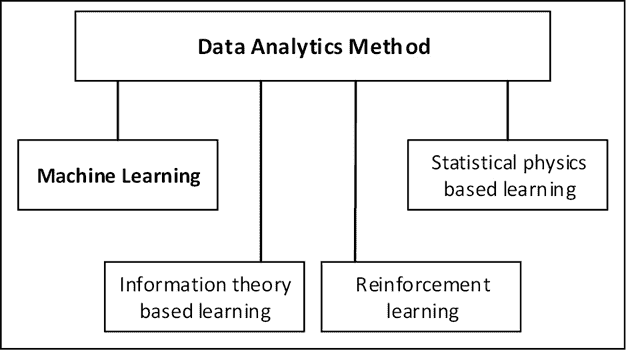 Data Analytics Method
Machine Learning
Statistical physics
based learning
Information theory
based learning
Reinforcement
learning